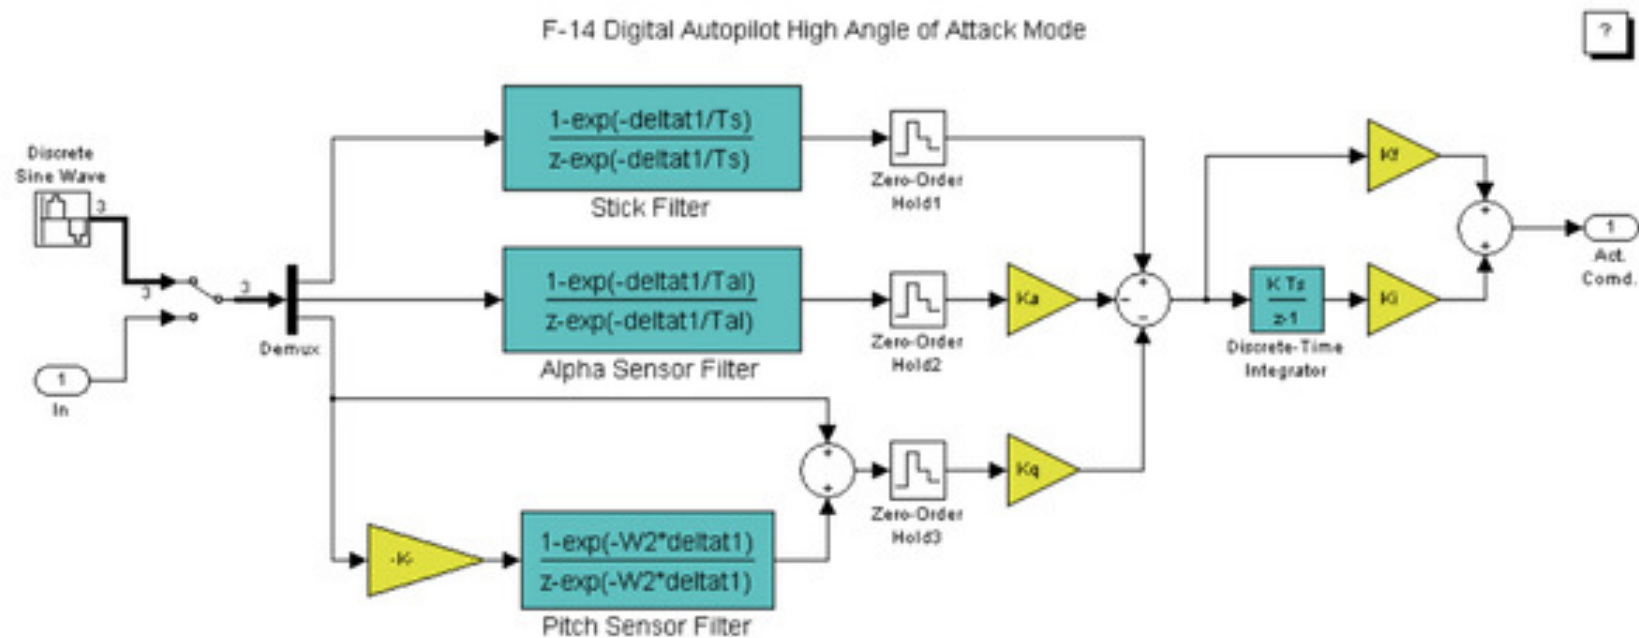 F-14 Digital Autopilot High Angle of Attack Mode
?
Discrete
Sine Wave
3
3
3
Demux
1
In
1-exp(-deltat1/Ts)
z-exp(-deltat1/Ts)
Stick Filter
Zero-Order
Hold1
1-exp(-deltat1/Tal)
z-exp(-deltat1/Tal)
Alpha Sensor Filter
Zero-Order
Hold2
Ka
+
-
-
-K-
1-exp(-W2*deltat1)
z-exp(-W2*deltat1)
Pitch Sensor Filter
+
+
Zero-Order
Hold3
Kq
K Ts
z-1
Discrete-Time
Integrator
Kf
Ki
+
+
1
Act.
Comd.